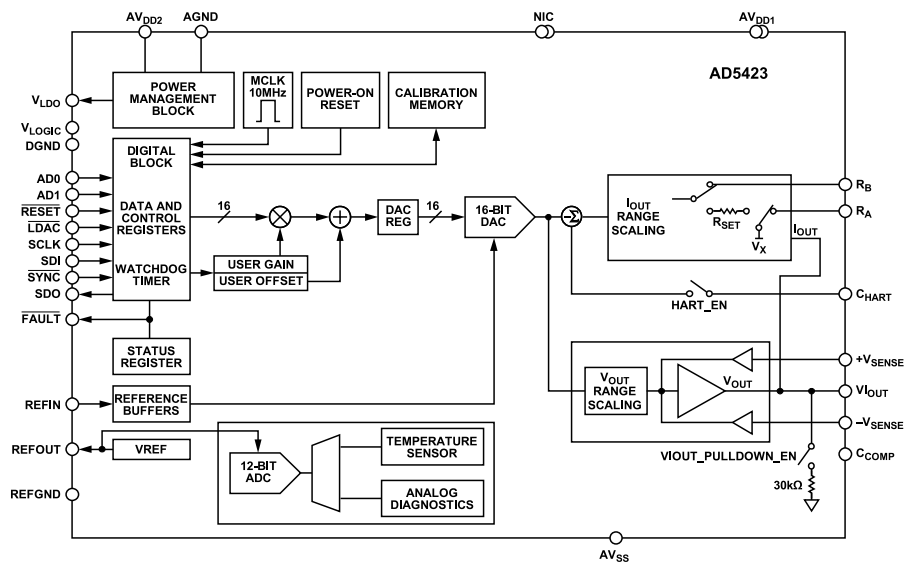 AVDD2
AGND
NIC
AVDD1
AD5423
POWER
MANAGEMENT
BLOCK
MCLK
10MHz
POWER-ON
RESET
CALIBRATION
MEMORY
VLDO
VLOGIC
DGND
AD0
AD1
RESET
LDAC
SCLK
SDI
SYNC
SDO
FAULT
DIGITAL
BLOCK
DATA AND
CONTROL
REGISTERS
WATCHDOG
TIMER
16
USER GAIN
USER OFFSET
DAC
REG
16
16-BIT
DAC
–Σ
IOUT
RANGE
SCALING
RSET
VX
IOUT
RB
RA
HART_EN
CHART
STATUS
REGISTER
REFIN
REFERENCE
BUFFERS
REFOUT
VREF
REFGND
12-BIT
ADC
TEMPERATURE
SENSOR
ANALOG
DIAGNOSTICS
VOUT
RANGE
SCALING
VOUT
+VSENSE
VIOUT
–VSENSE
VIOUT_PULLDOWN_EN
CCOMP
30kΩ
AVSS